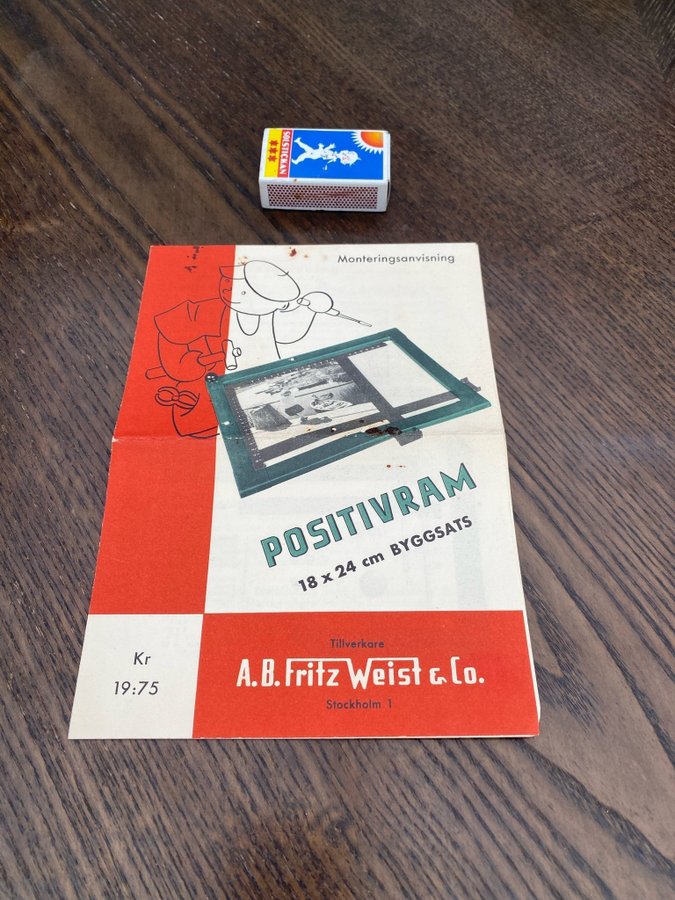 SOLSTICKAN
Monteringsanvisning
POSITIVRAM
18 x 24 cm BYGGSATS
Kr
19:75
Tillverkare
A.B. Fritz Weist & Co.
Stockholm 1